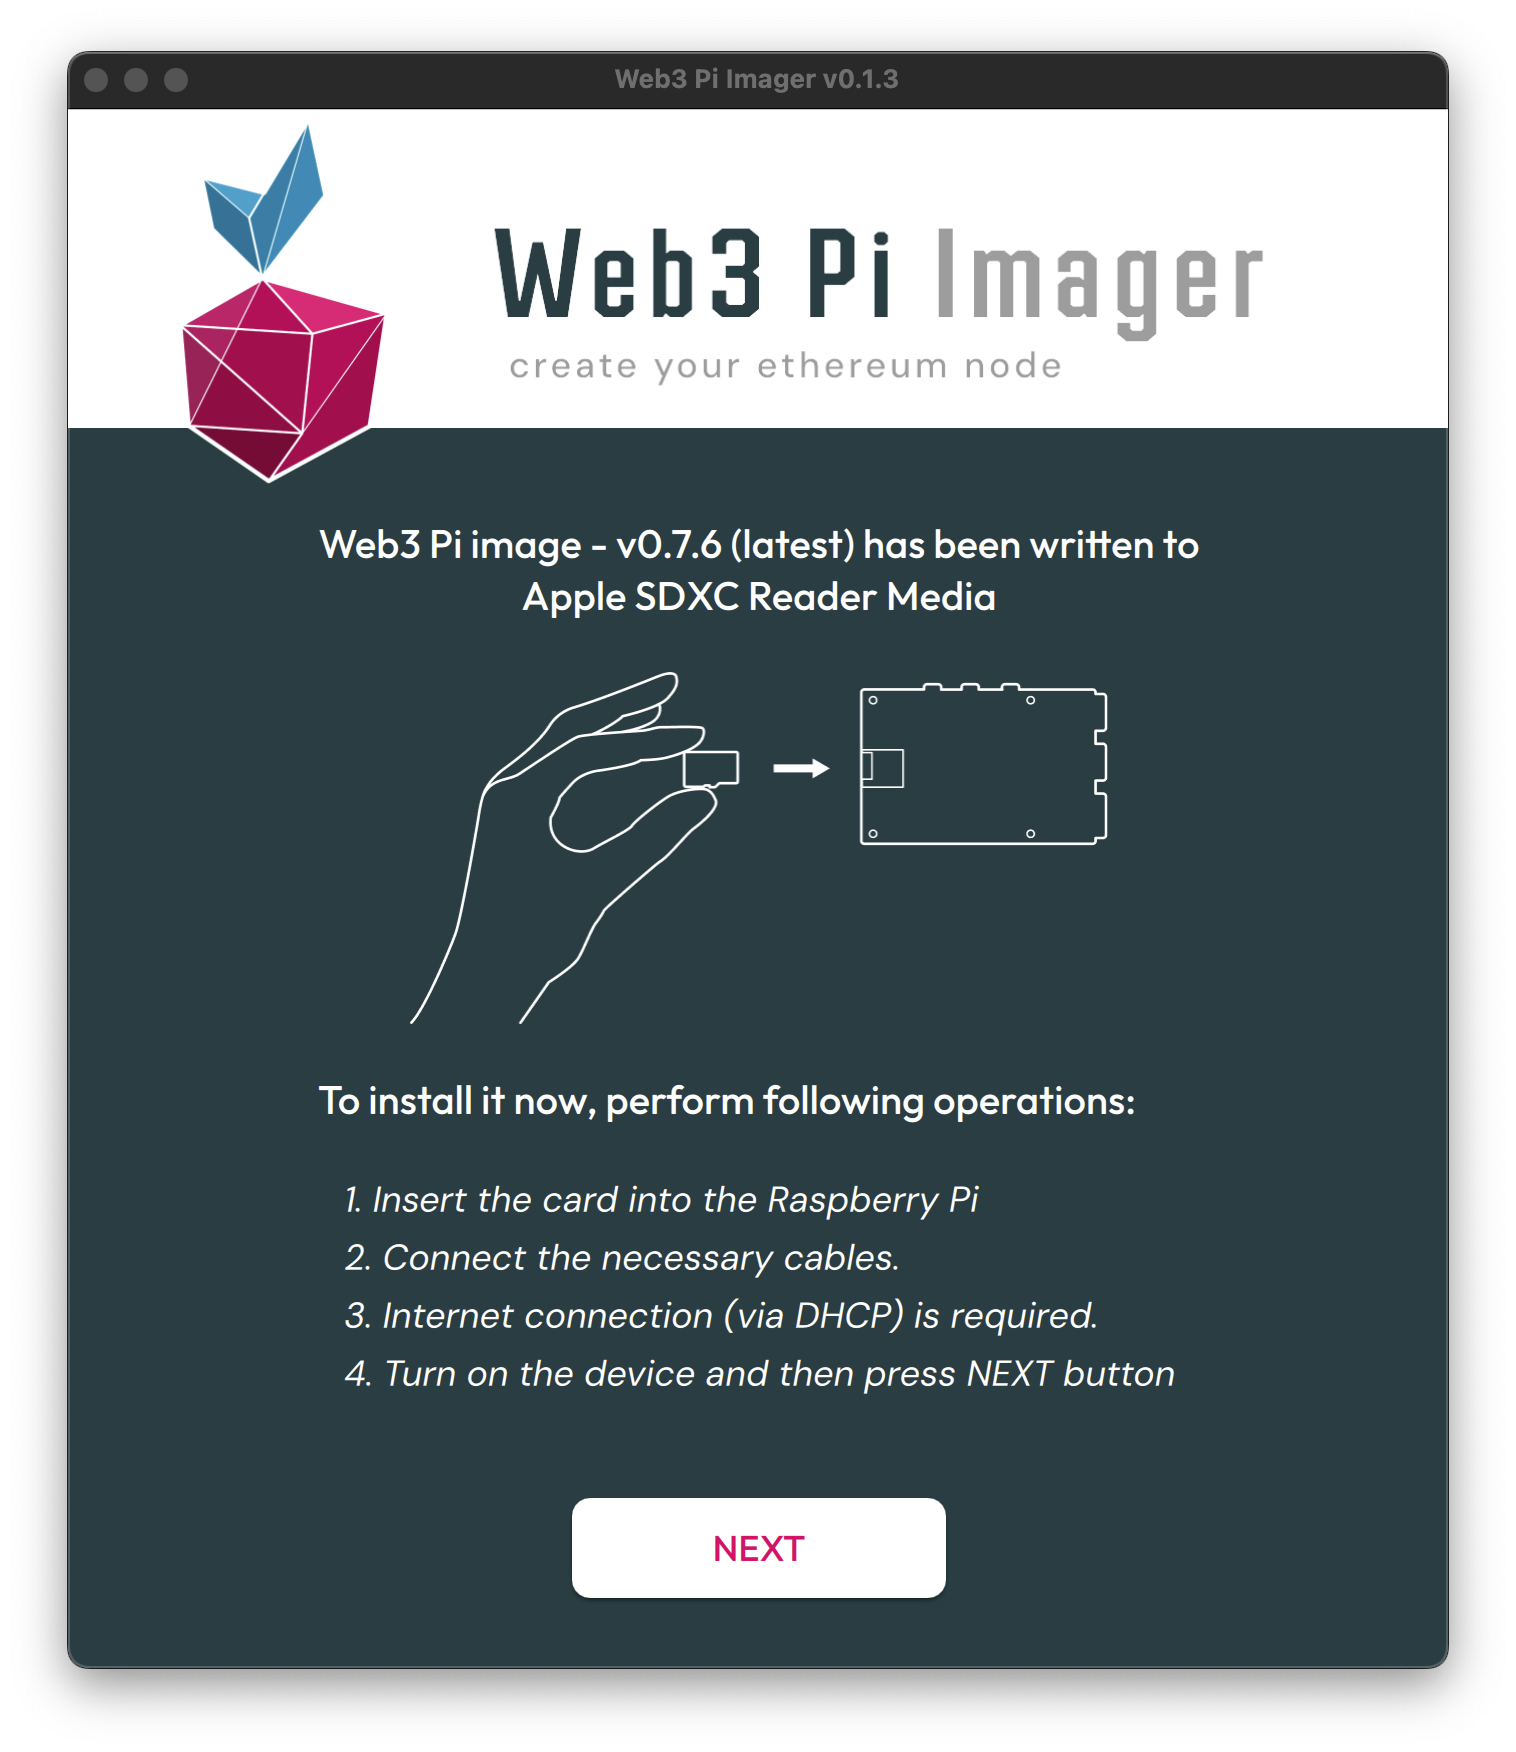 Web3 Pi Imager v0.1.3
Web3 Pi Imager
create your ethereum node
Web3 Pi image - v0.7.6 (latest) has been written to
Apple SDXC Reader Media
To install it now, perform following operations:
1. Insert the card into the Raspberry Pi
2. Connect the necessary cables.
3. Internet connection (via DHCP) is required.
4. Turn on the device and then press NEXT button
NEXT